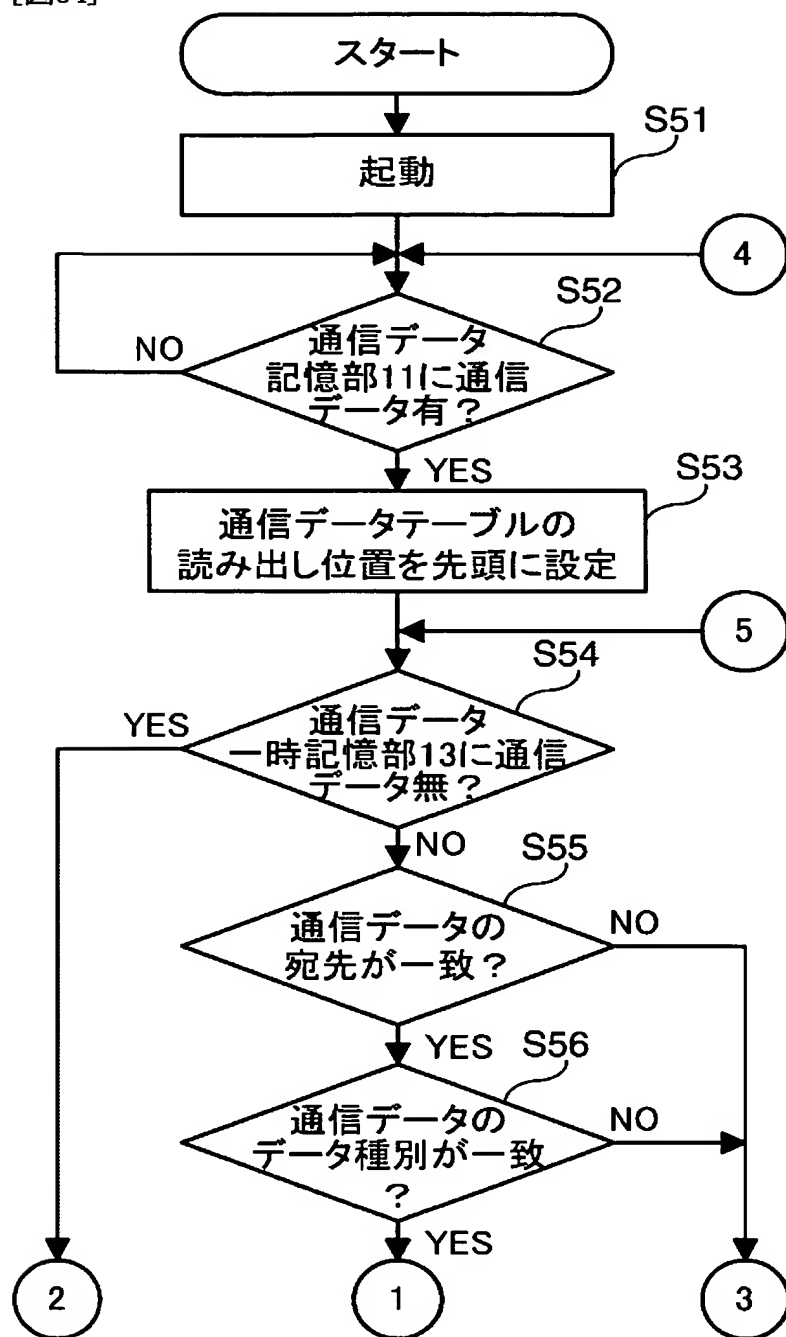 スタート
S51
起動
4
S52
通信データ
記憶部11に通信
データ有？
NO
YES
S53
通信データテーブルの
読み出し位置を先頭に設定
5
S54
通信データ
一時記憶部13に通信
データ無？
YES
NO
S55
通信データの
宛先が一致？
NO
YES
S56
通信データの
データ種別が一致
？
NO
YES
2
1
3